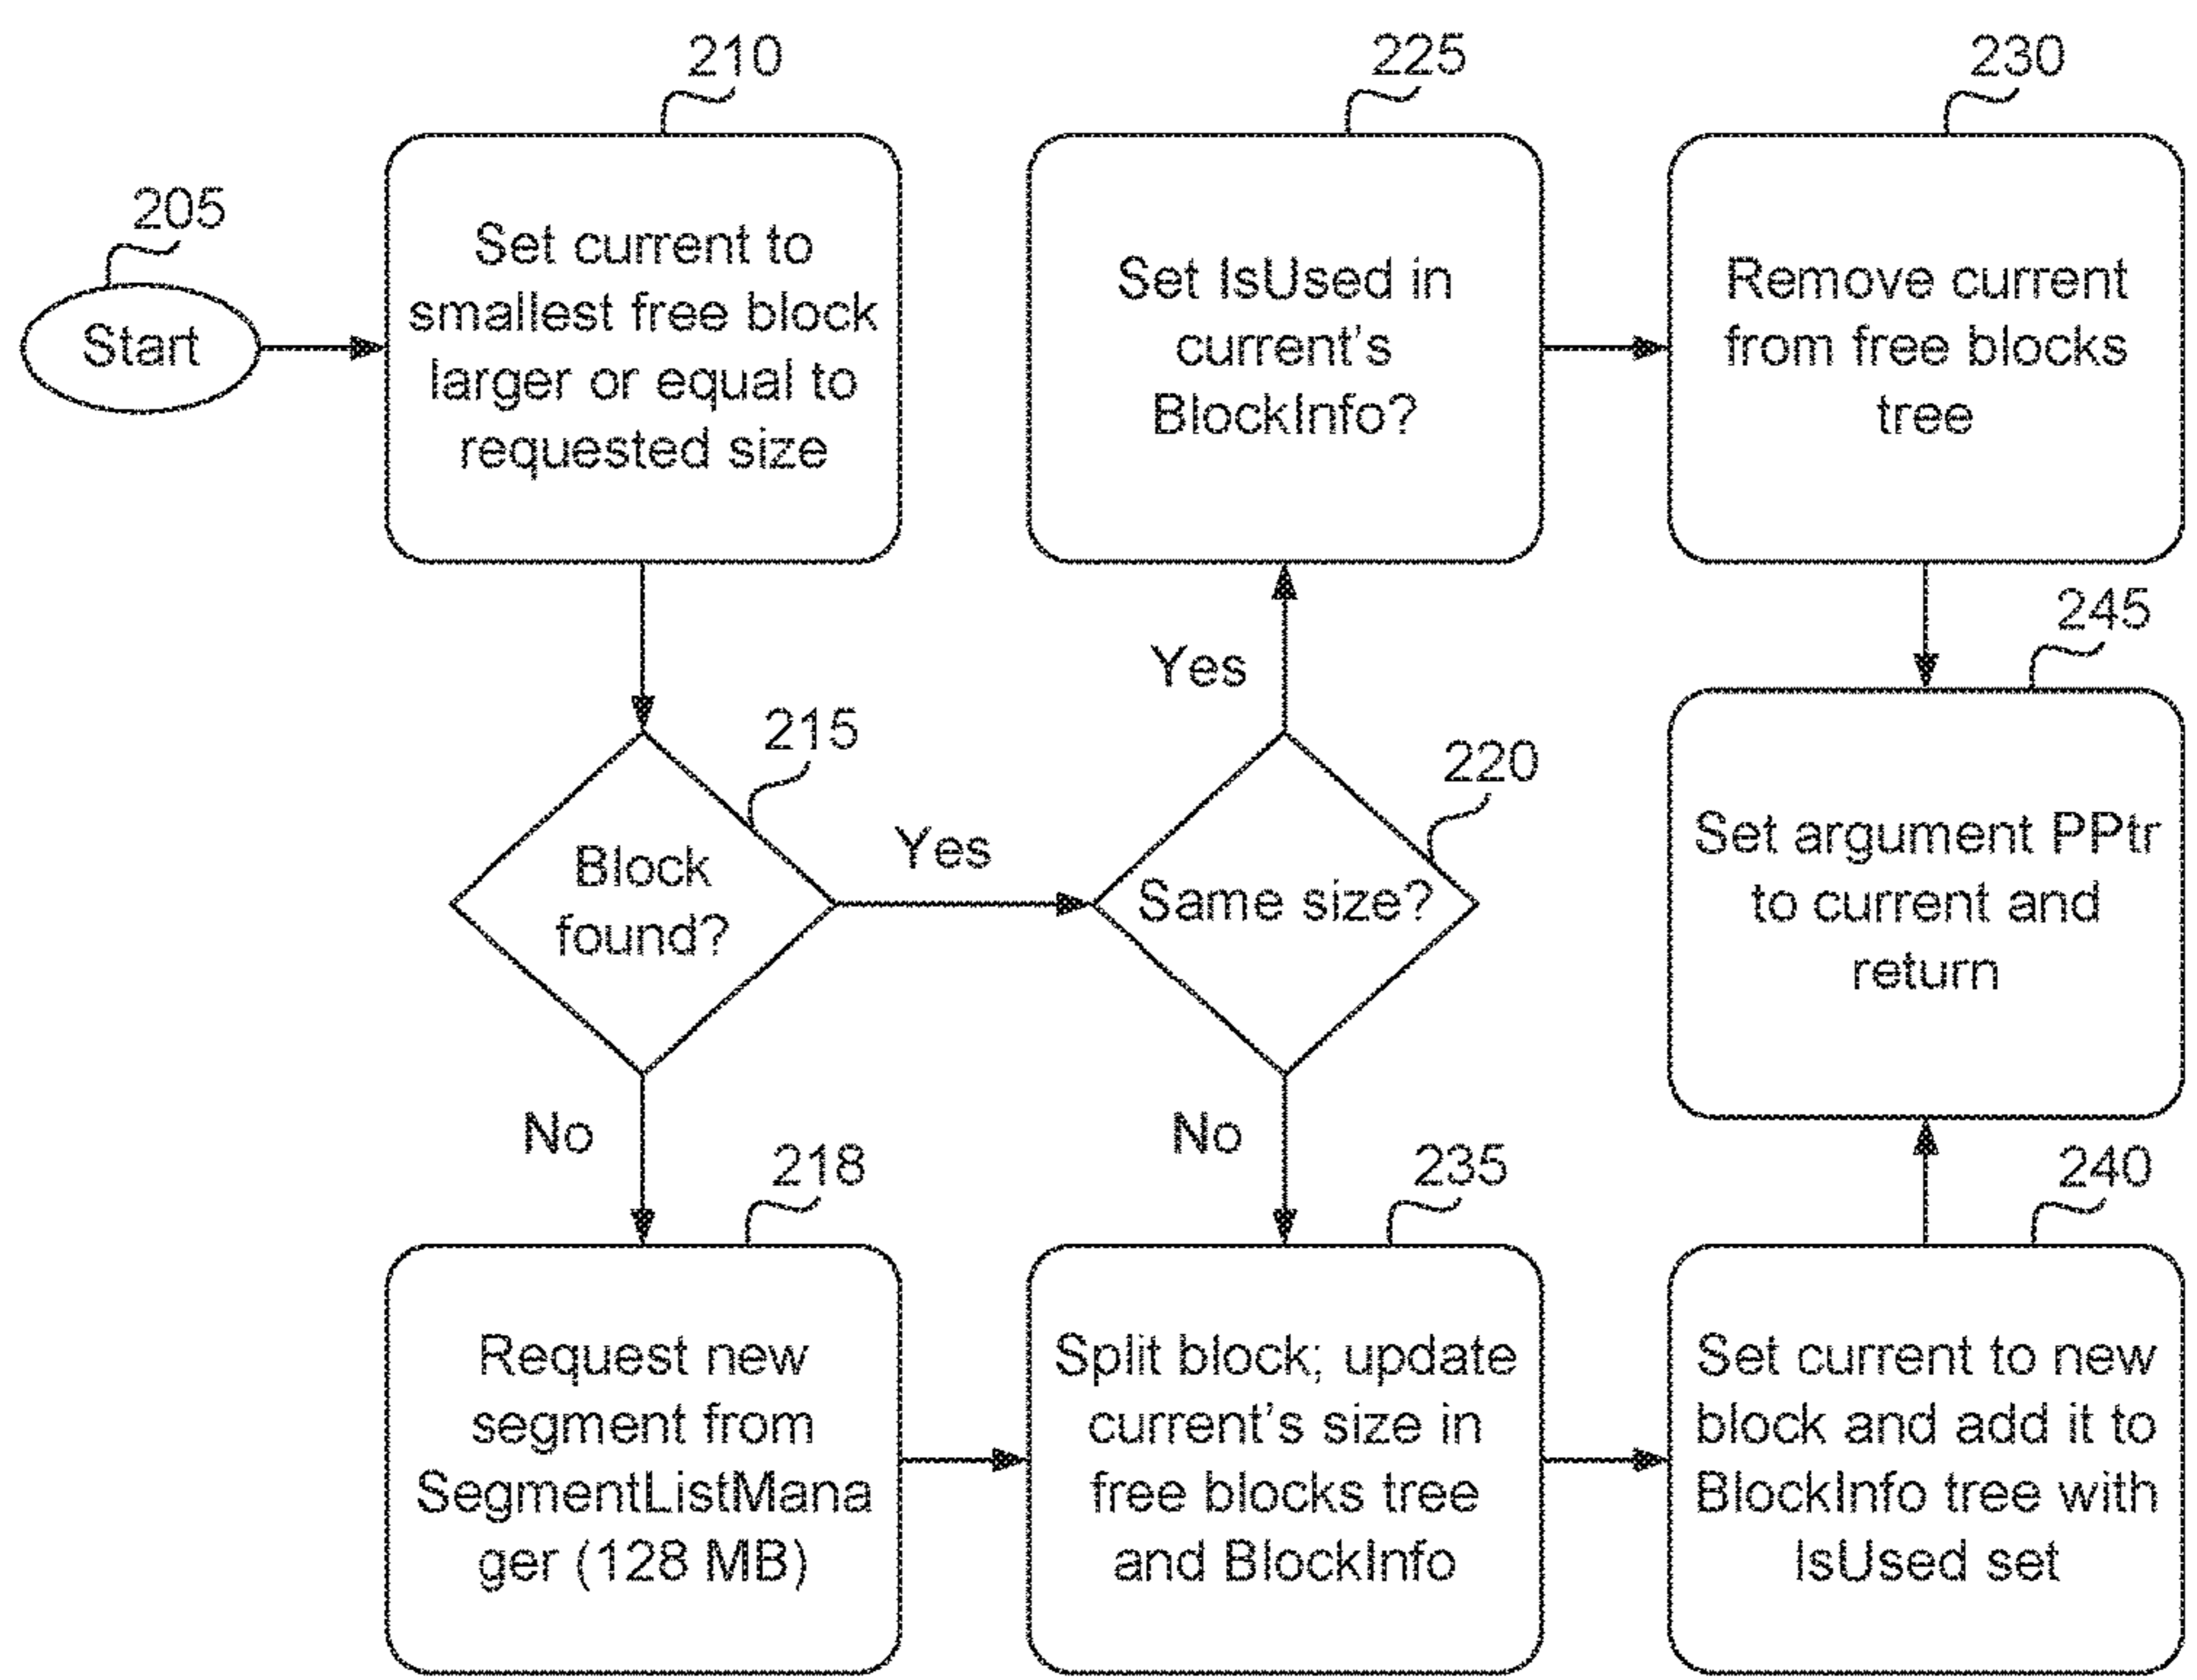 205
Start
210
Set current to
smallest free block
larger or equal to
requested size
215
Block
found?
Yes
No
218
Request new
segment from
SegmentListMana
ger (128 MB)
220
Same size?
Yes
No
225
Set IsUsed in
current's
BlockInfo?
230
Remove current
from free blocks
tree
235
Split block; update
current's size in
free blocks tree
and BlockInfo
240
Set current to new
block and add it to
BlockInfo tree with
IsUsed set
245
Set argument PPtr
to current and
return